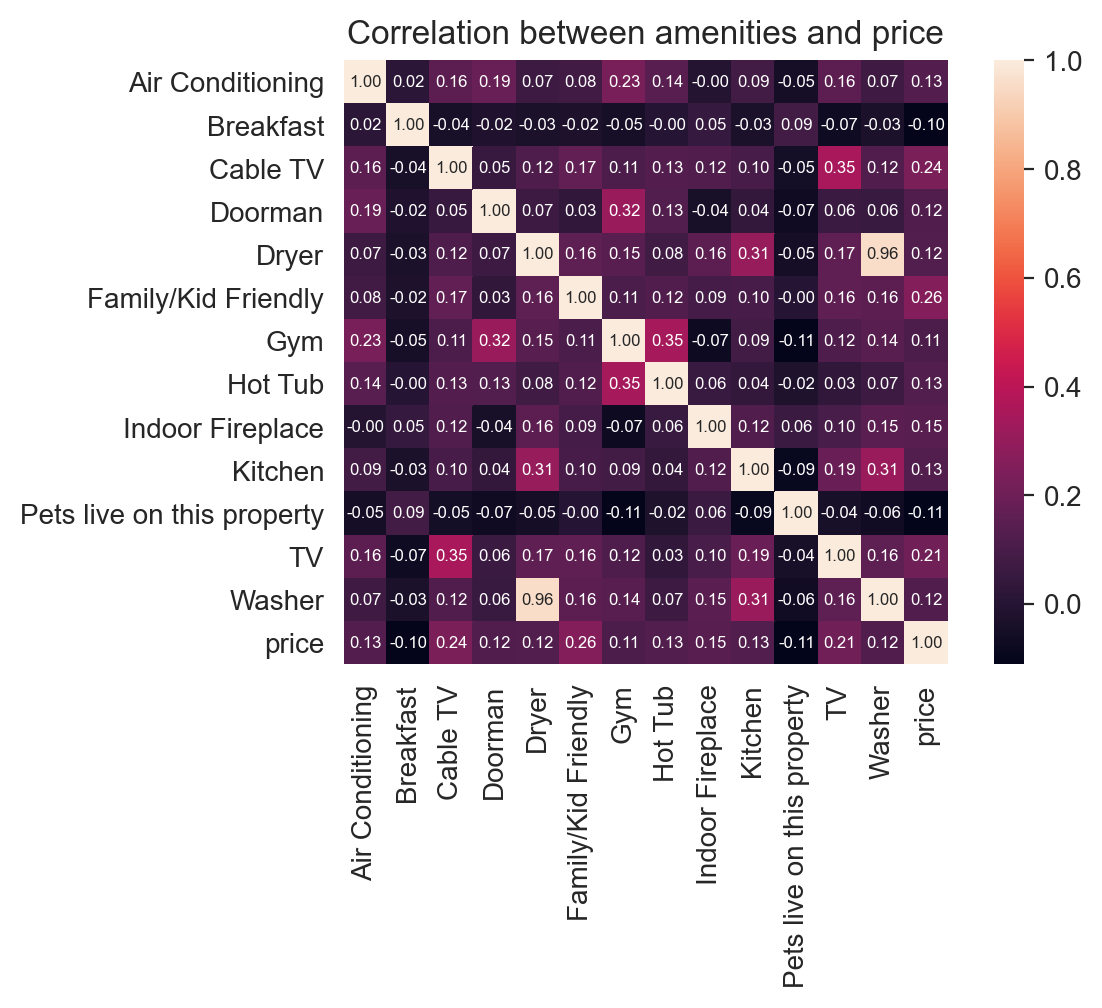 Correlation between amenities and price
Air Conditioning 1.00 0.02 0.16 0.19 0.07 0.08 0.23 0.14 -0.00 0.09 -0.05 0.16 0.07 0.13
Breakfast 0.02 1.00 -0.04 -0.02 -0.03 -0.02 -0.05 -0.00 0.05 -0.03 0.09 -0.07 -0.03 -0.10
Cable TV 0.16 -0.04 1.00 0.05 0.12 0.17 0.11 0.13 0.12 0.10 -0.05 0.35 0.12 0.24
Doorman 0.19 -0.02 0.05 1.00 0.07 0.03 0.32 0.13 -0.04 0.04 -0.07 0.06 0.06 0.12
Dryer 0.07 -0.03 0.12 0.07 1.00 0.16 0.15 0.08 0.16 0.31 -0.05 0.17 0.96 0.12
Family/Kid Friendly 0.08 -0.02 0.17 0.03 0.16 1.00 0.11 0.12 0.09 0.10 -0.00 0.16 0.16 0.26
Gym 0.23 -0.05 0.11 0.32 0.15 0.11 1.00 0.35 -0.07 0.09 -0.11 0.12 0.14 0.11
Hot Tub 0.14 -0.00 0.13 0.13 0.08 0.12 0.35 1.00 0.06 0.04 -0.02 0.03 0.07 0.13
Indoor Fireplace -0.00 0.05 0.12 -0.04 0.16 0.09 -0.07 0.06 1.00 0.12 0.06 0.10 0.15 0.15
Kitchen 0.09 -0.03 0.10 0.04 0.31 0.10 0.09 0.04 0.12 1.00 -0.09 0.19 0.31 0.13
Pets live on this property -0.05 0.09 -0.05 -0.07 -0.05 -0.00 -0.11 -0.02 0.06 -0.09 1.00 -0.04 -0.06 -0.11
TV 0.16 -0.07 0.35 0.06 0.17 0.16 0.12 0.03 0.10 0.19 -0.04 1.00 0.16 0.21
Washer 0.07 -0.03 0.12 0.06 0.96 0.16 0.14 0.07 0.15 0.31 -0.06 0.16 1.00 0.12
price 0.13 -0.10 0.24 0.12 0.12 0.26 0.11 0.13 0.15 0.13 -0.11 0.21 0.12 1.00
Air Conditioning
Breakfast
Cable TV
Doorman
Dryer
Family/Kid Friendly
Gym
Hot Tub
Indoor Fireplace
Kitchen
Pets live on this property
TV
Washer
price
1.0
0.8
0.6
0.4
0.2
0.0